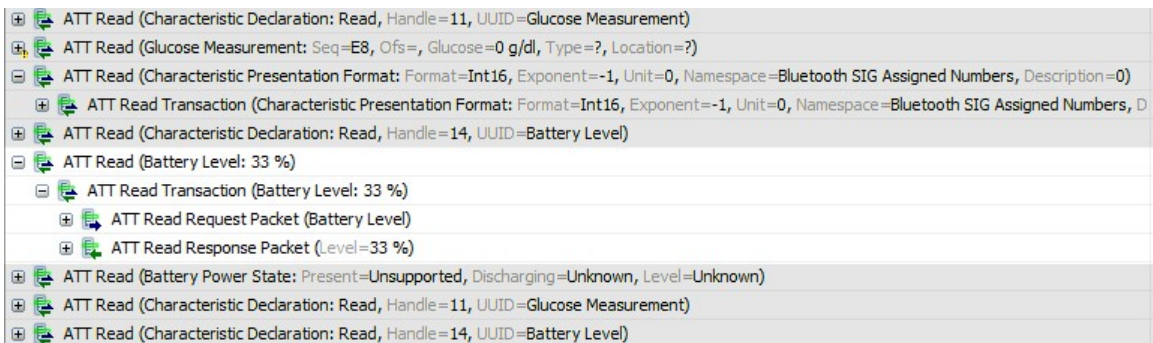 ATT Read (Characteristic Declaration: Read, Handle=11, UUID=Glucose Measurement)
ATT Read (Glucose Measurement: Seq=E8, Ofs=, Glucose=0 g/dl, Type=?, Location=?)
ATT Read (Characteristic Presentation Format: Format=Int16, Exponent=-1, Unit=0, Namespace=Bluetooth SIG Assigned Numbers, Description=0)
ATT Read Transaction (Characteristic Presentation Format: Format=Int16, Exponent=-1, Unit=0, Namespace=Bluetooth SIG Assigned Numbers, D
ATT Read (Characteristic Declaration: Read, Handle=14, UUID=Battery Level)
ATT Read (Battery Level: 33 %)
ATT Read Transaction (Battery Level: 33 %)
ATT Read Request Packet (Battery Level)
ATT Read Response Packet (Level=33 %)
ATT Read (Battery Power State: Present=Unsupported, Discharging=Unknown, Level=Unknown)
ATT Read (Characteristic Declaration: Read, Handle=11, UUID=Glucose Measurement)
ATT Read (Characteristic Declaration: Read, Handle=14, UUID=Battery Level)